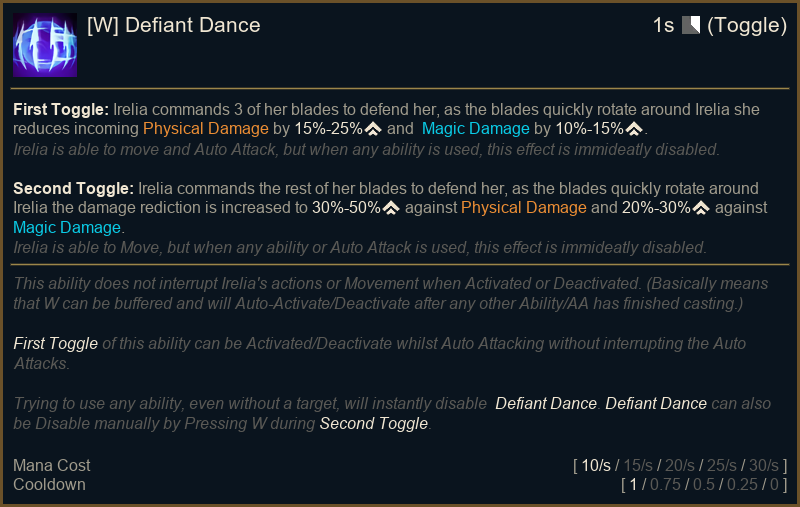 [W] Defiant Dance
1s (Toggle)
First Toggle: Irelia commands 3 of her blades to defend her, as the blades quickly rotate around Irelia she
reduces incoming Physical Damage by 15%-25% and Magic Damage by 10%-15%.
Irelia is able to move and Auto Attack, but when any ability is used, this effect is immideatly disabled.
Second Toggle: Irelia commands the rest of her blades to defend her, as the blades quickly rotate around
Irelia the damage rediction is increased to 30%-50% against Physical Damage and 20%-30% against
Magic Damage.
Irelia is able to Move, but when any ability or Auto Attack is used, this effect is immideatly disabled.
This ability does not interrupt Irelia's actions or Movement when Activated or Deactivated. (Basically means
that W can be buffered and will Auto-Activate/Deactivate after any other Ability/AA has finished casting.)
First Toggle of this ability can be Activated/Deactivate whilst Auto Attacking without interrupting the Auto
Attacks.
Trying to use any ability, even without a target, will instantly disable Defiant Dance. Defiant Dance can also
be Disable manually by Pressing W during Second Toggle.
Mana Cost [ 10/s / 15/s / 20/s / 25/s / 30/s ]
Cooldown [ 1 / 0.75 / 0.5 / 0.25 / 0 ]